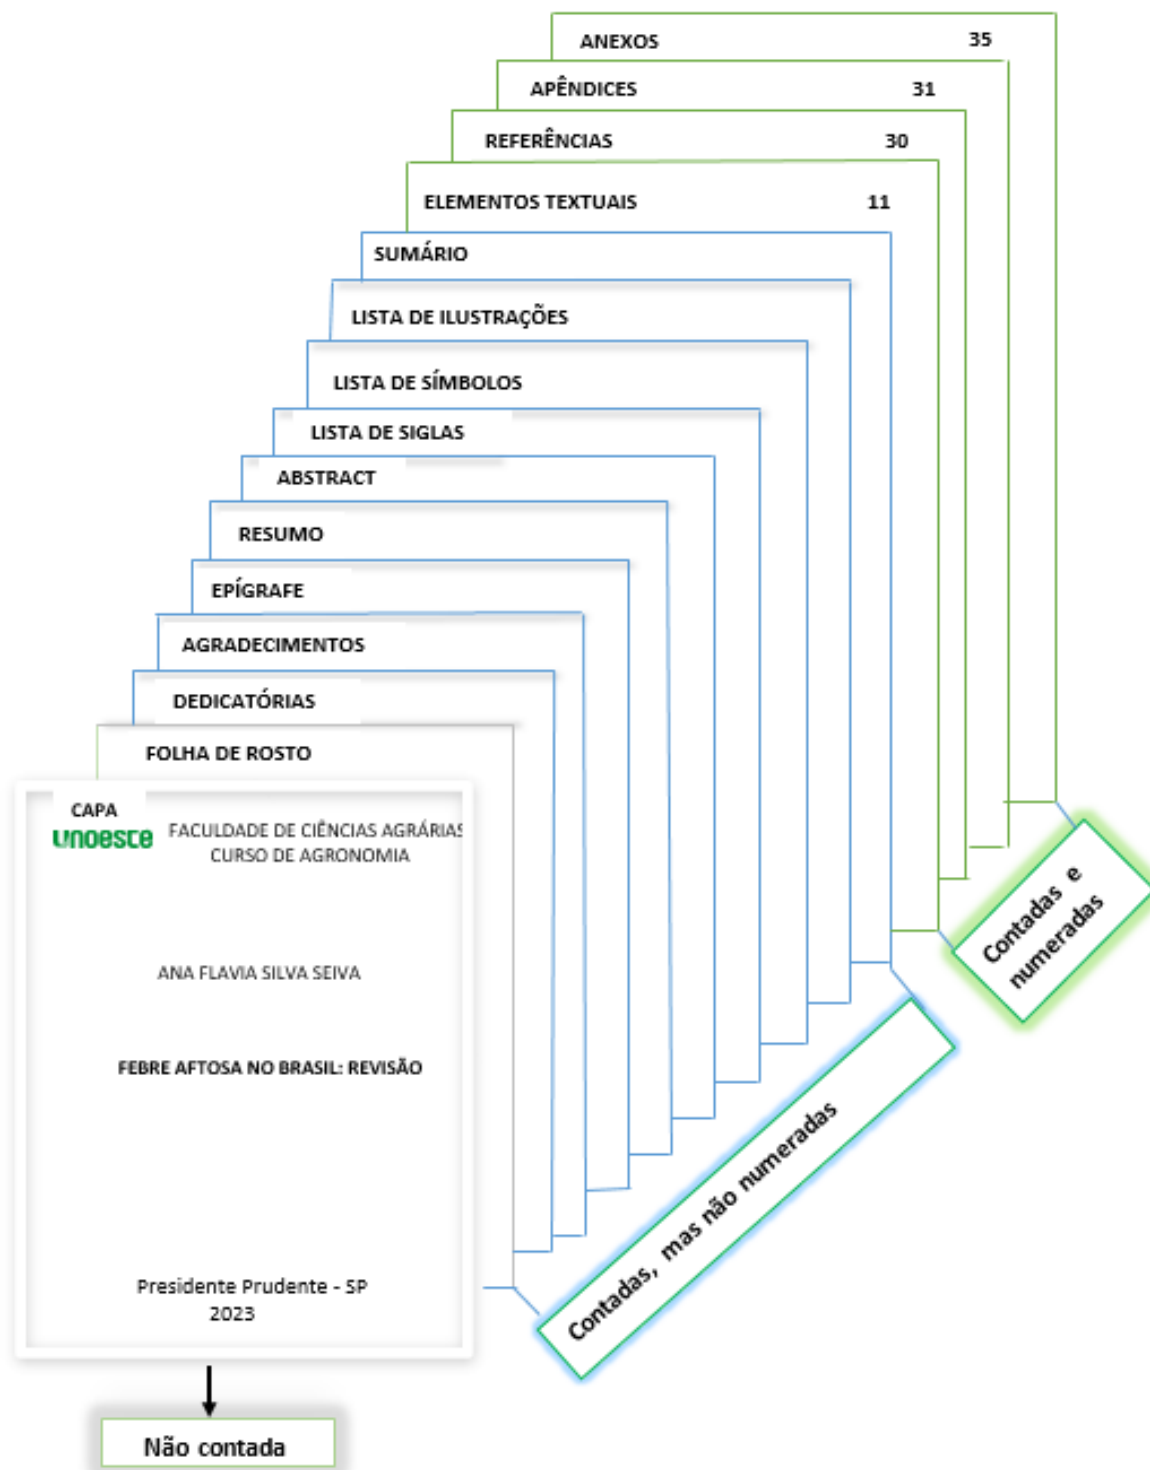 ANEXOS 35
APÊNDICES 31
REFERÊNCIAS 30
ELEMENTOS TEXTUAIS 11
SUMÁRIO
LISTA DE ILUSTRAÇÕES
LISTA DE SÍMBOLOS
LISTA DE SIGLAS
ABSTRACT
RESUMO
EPÍGRAFE
AGRADECIMENTOS
DEDICATÓRIAS
FOLHA DE ROSTO
CAPA
unoeste
FACULDADE DE CIÊNCIAS AGRÁRIAS
CURSO DE AGRONOMIA
ANA FLAVIA SILVA SEIVA
FEBRE AFTOSA NO BRASIL: REVISÃO
Presidente Prudente - SP
2023
Não contada
Contadas, mas não numeradas
Contadas e
numeradas